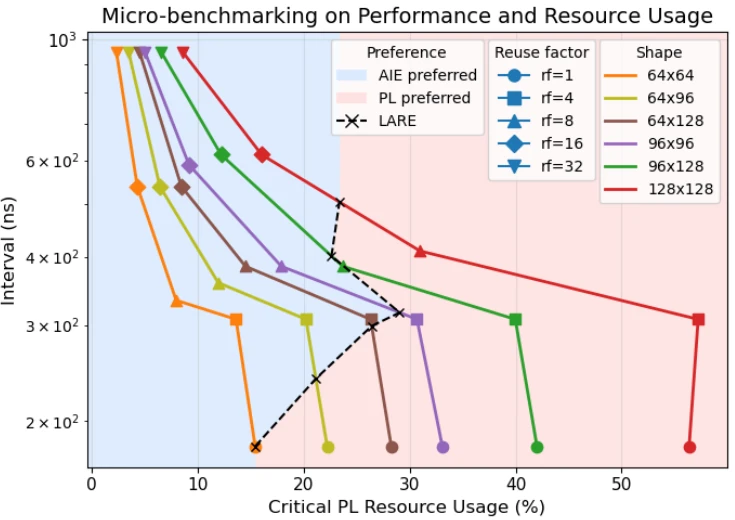 Micro-benchmarking on Performance and Resource Usage
Interval (ns)
10³
6 × 10²
4 × 10²
3 × 10²
2 × 10²
Preference
AIE preferred
PL preferred
LARE
Reuse factor
rf=1
rf=4
rf=8
rf=16
rf=32
Shape
64x64
64x96
64x128
96x96
96x128
128x128
0 10 20 30 40 50
Critical PL Resource Usage (%)